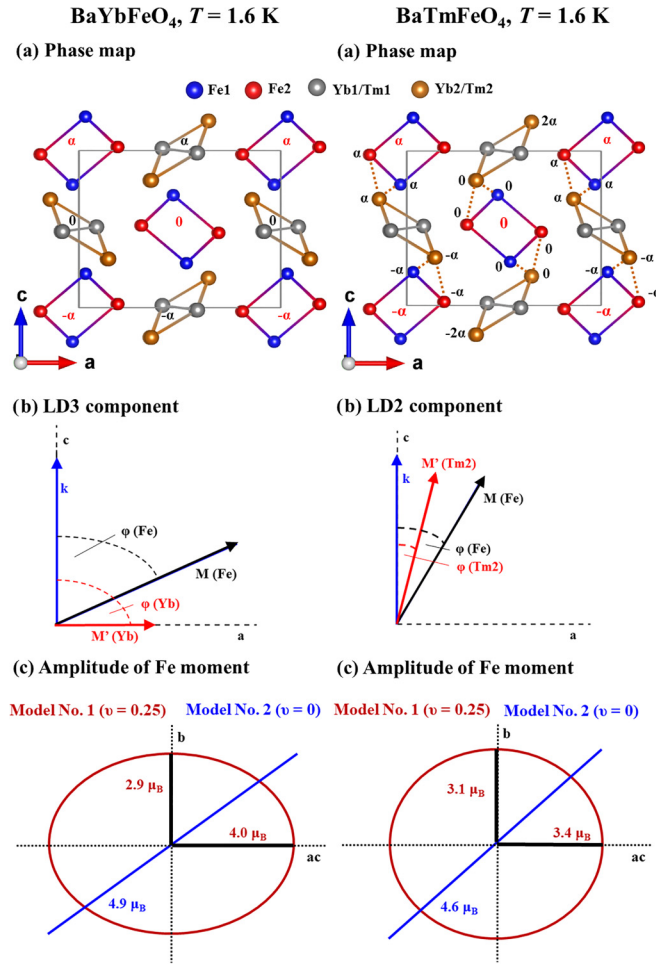 BaYbFeO₄, T = 1.6 K
BaTmFeO₄, T = 1.6 K
(a) Phase map
(a) Phase map
Fe1
Fe2
Yb1/Tm1
Yb2/Tm2
α
α
α
0
0
0
-α
-α
-α
c
a
2α
α
α
α
α
α
α
0
0
0
0
0
0
0
-α
-α
-α
-α
-α
-α
-α
-2α
c
a
(b) LD3 component
c
k
φ (Fe)
M (Fe)
φ (Yb)
M' (Yb)
a
(b) LD2 component
c
M' (Tm2)
k
M (Fe)
φ (Fe)
φ (Tm2)
a
(c) Amplitude of Fe moment
Model No. 1 (υ = 0.25)
Model No. 2 (υ = 0)
b
2.9 μB
4.0 μB
ac
4.9 μB
(c) Amplitude of Fe moment
Model No. 1 (υ = 0.25)
Model No. 2 (υ = 0)
b
3.1 μB
3.4 μB
ac
4.6 μB